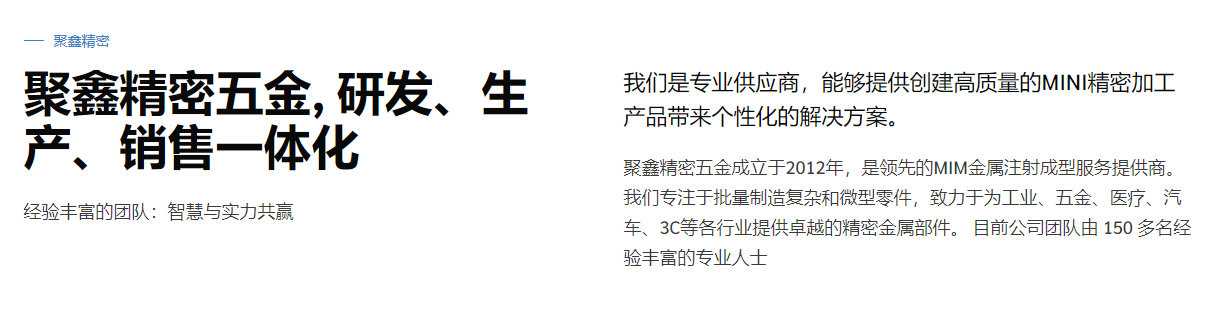 聚鑫精密
聚鑫精密五金, 研发、生
产、销售一体化
经验丰富的团队：智慧与实力共赢
我们是专业供应商，能够提供创建高质量的MINI精密加工
产品带来个性化的解决方案。
聚鑫精密五金成立于2012年，是领先的MIM金属注射成型服务提供商。
我们专注于批量制造复杂和微型零件，致力于为工业、五金、医疗、汽
车、3C等各行业提供卓越的精密金属部件。 目前公司团队由 150 多名经
验丰富的专业人士